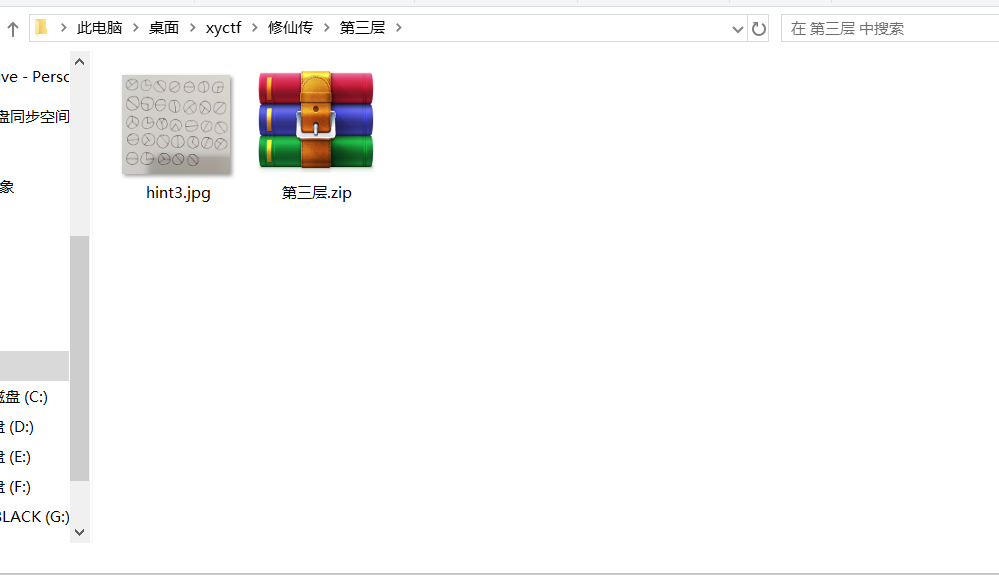 此电脑 > 桌面 > xyctf > 修仙传 > 第三层 >
在 第三层 中搜索
ve - Perso
盘同步空间
象
盘 (C:)
盘 (D:)
盘 (E:)
盘 (F:)
BLACK (G:)
hint3.jpg
第三层.zip